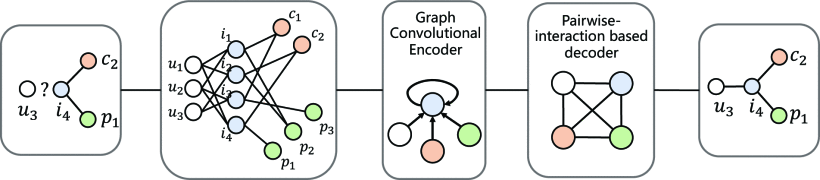 c₂
u₃ ? i₄
p₁
c₁
c₂
i₁
u₁ i₂
u₂ i₃
u₃ i₄
p₃
p₂
p₁
Graph
Convolutional
Encoder
Pairwise-
interaction based
decoder
c₂
u₃ i₄
p₁